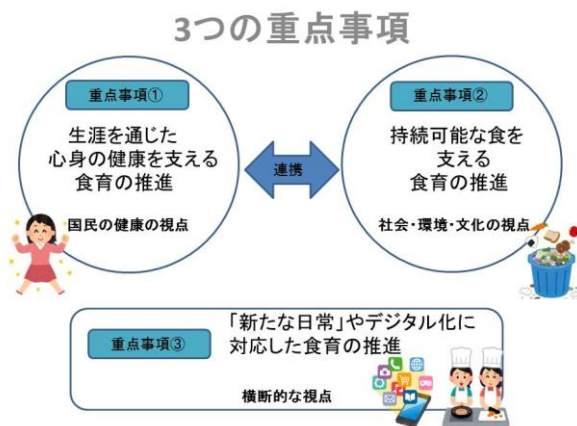 3つの重点事項
重点事項①
生涯を通じた
心身の健康を支える
食育の推進
国民の健康の視点
連携
重点事項②
持続可能な食を
支える
食育の推進
社会・環境・文化の視点
重点事項③
「新たな日常」やデジタル化に
対応した食育の推進
横断的な視点